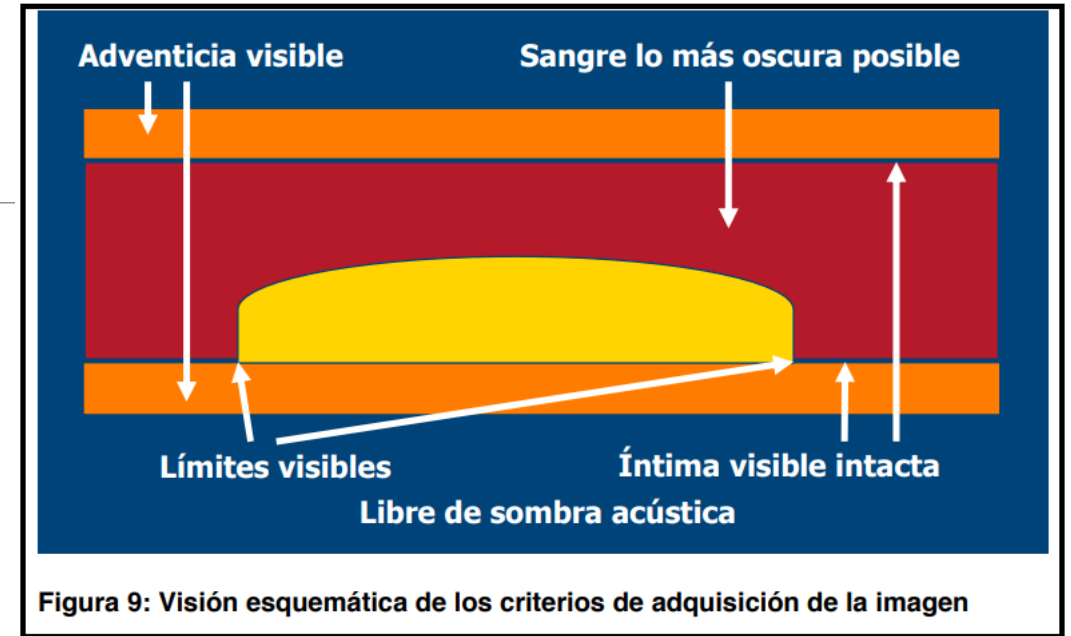 Adventicia visible
Sangre lo más oscura posible
Límites visibles
Íntima visible intacta
Libre de sombra acústica
Figura 9: Visión esquemática de los criterios de adquisición de la imagen